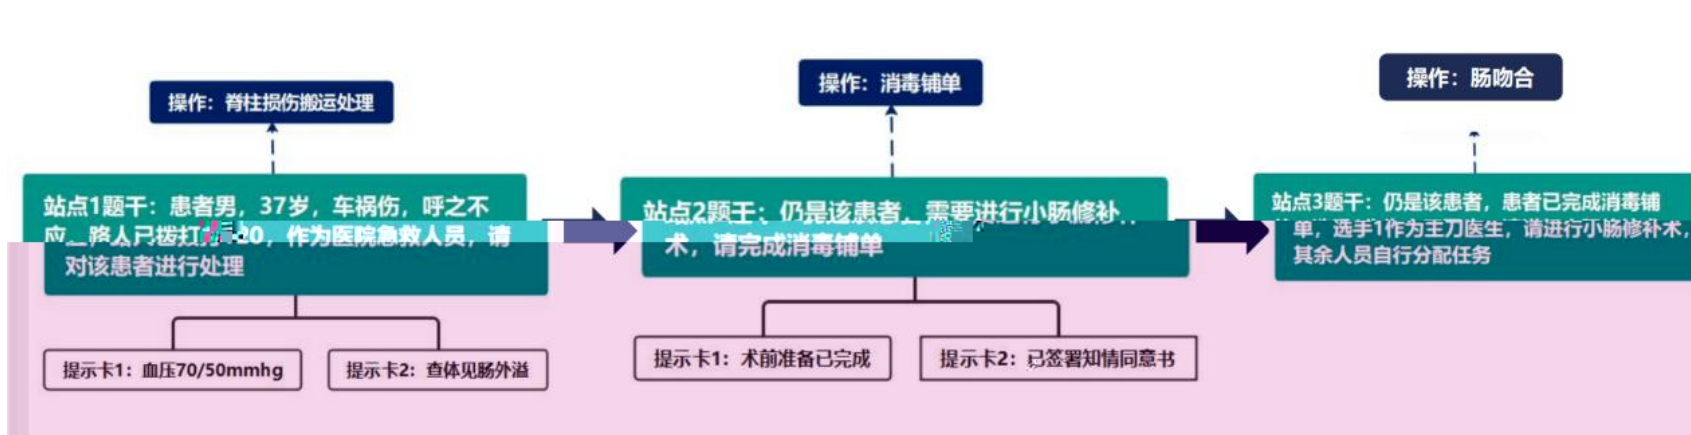 操作：脊柱损伤搬运处理
站点1题干：患者男，37岁，车祸伤，呼之不
应，路人已拨打120，作为医院急救人员，请
对该患者进行处理
提示卡1：血压70/50mmhg
提示卡2：查体见肠外溢
操作：消毒铺单
站点2题干：仍是该患者，需要进行小肠修补
术，请完成消毒铺单
提示卡1：术前准备已完成
提示卡2：已签署知情同意书
操作：肠吻合
站点3题干：仍是该患者，患者已完成消毒铺
单，选手1作为主刀医生，请进行小肠修补术，
其余人员自行分配任务